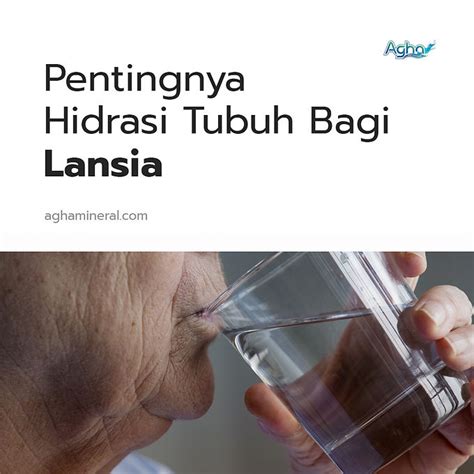 Agha
Pentingnya
Hidrasi Tubuh Bagi
Lansia
aghamineral.com